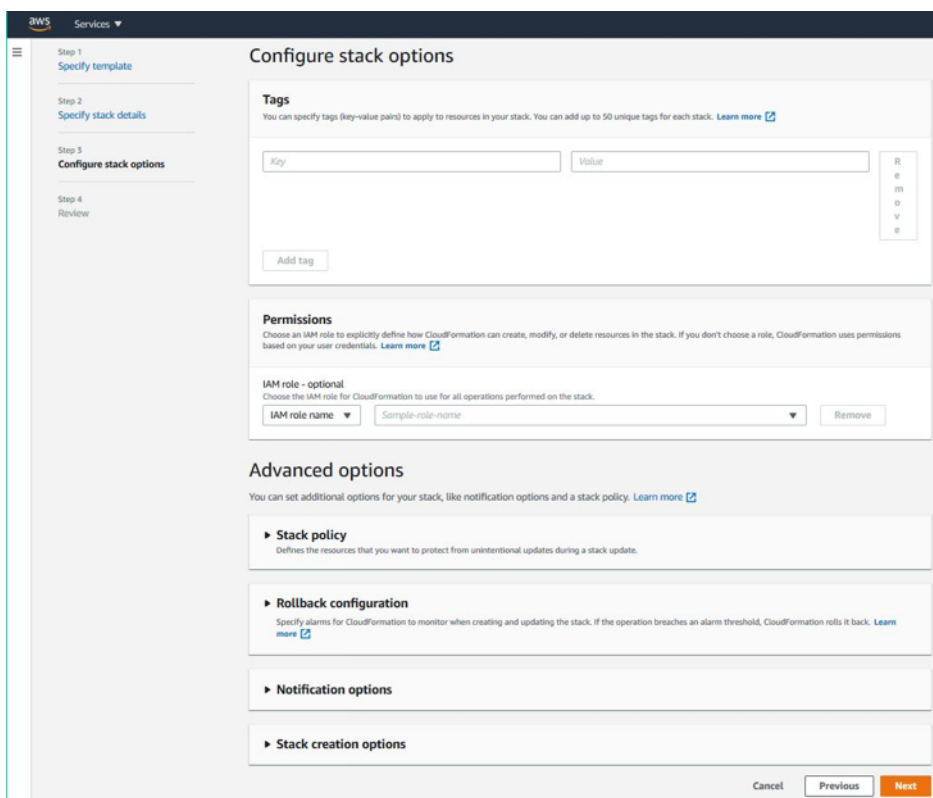 aws
Services ▼
Step 1
Specify template
Step 2
Specify stack details
Step 3
Configure stack options
Step 4
Review
Configure stack options
Tags
You can specify tags (key-value pairs) to apply to resources in your stack. You can add up to 50 unique tags for each stack. Learn more
Key
Value
Remove
Add tag
Permissions
Choose an IAM role to explicitly define how CloudFormation can create, modify, or delete resources in the stack. If you don't choose a role, CloudFormation uses permissions
based on your user credentials. Learn more
IAM role - optional
Choose the IAM role for CloudFormation to use for all operations performed on the stack.
IAM role name ▼
Sample-role-name ▼
Remove
Advanced options
You can set additional options for your stack, like notification options and a stack policy. Learn more
▶ Stack policy
Defines the resources that you want to protect from unintentional updates during a stack update.
▶ Rollback configuration
Specify alarms for CloudFormation to monitor when creating and updating the stack. If the operation breaches an alarm threshold, CloudFormation rolls it back. Learn
more
▶ Notification options
▶ Stack creation options
Cancel
Previous
Next